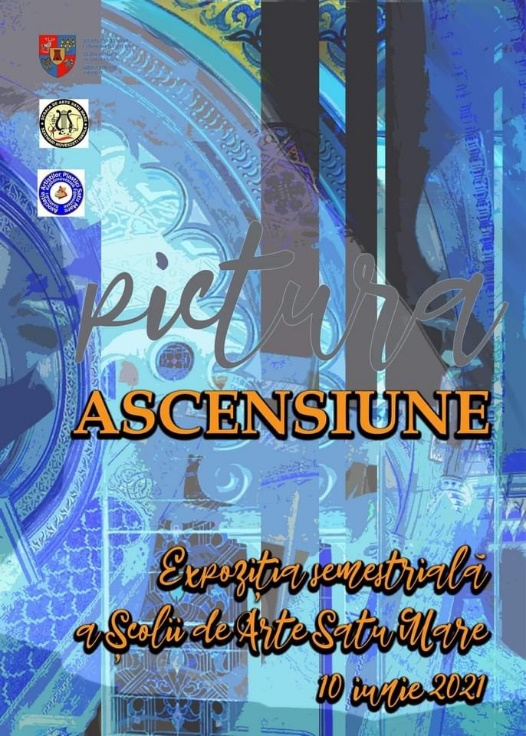 pictura
ASCENSIUNE
Expoziția semestrială
a Școlii de Arte Satu Mare
10 iunie 2021